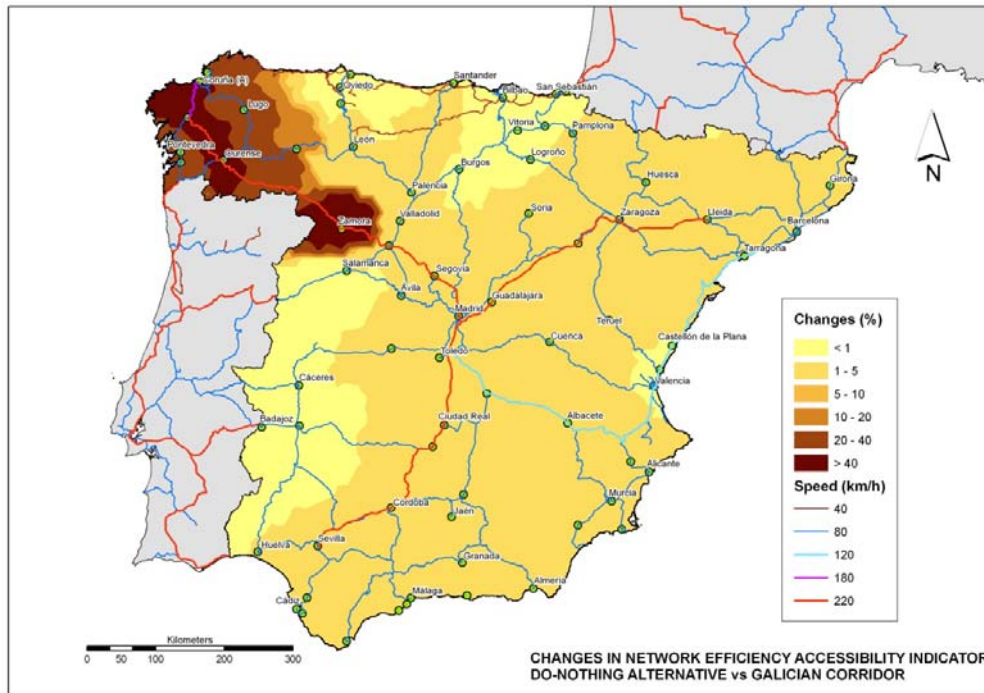 Coruña (A)
Lugo
Pontevedra
Ourense
Oviedo
Santander
Bilbao
San Sebastián
Vitoria
Pamplona
León
Logroño
Burgos
Huesca
Girona
Palencia
Zamora
Valladolid
Soria
Zaragoza
Lleida
Barcelona
Tarragona
Salamanca
Segovia
Ávila
Guadalajara
Madrid
Teruel
Cuenca
Castellón de la Plana
Toledo
Cáceres
Valencia
Badajoz
Ciudad Real
Albacete
Alicante
Murcia
Cordoba
Jaén
Huelva
Sevilla
Granada
Almería
Málaga
Cádiz
N
Changes (%)
< 1
1 - 5
5 - 10
10 - 20
20 - 40
> 40
Speed (km/h)
40
80
120
180
220
Kilometers
0 50 100 200 300
CHANGES IN NETWORK EFFICIENCY ACCESSIBILITY INDICATOR
DO-NOTHING ALTERNATIVE vs GALICIAN CORRIDOR